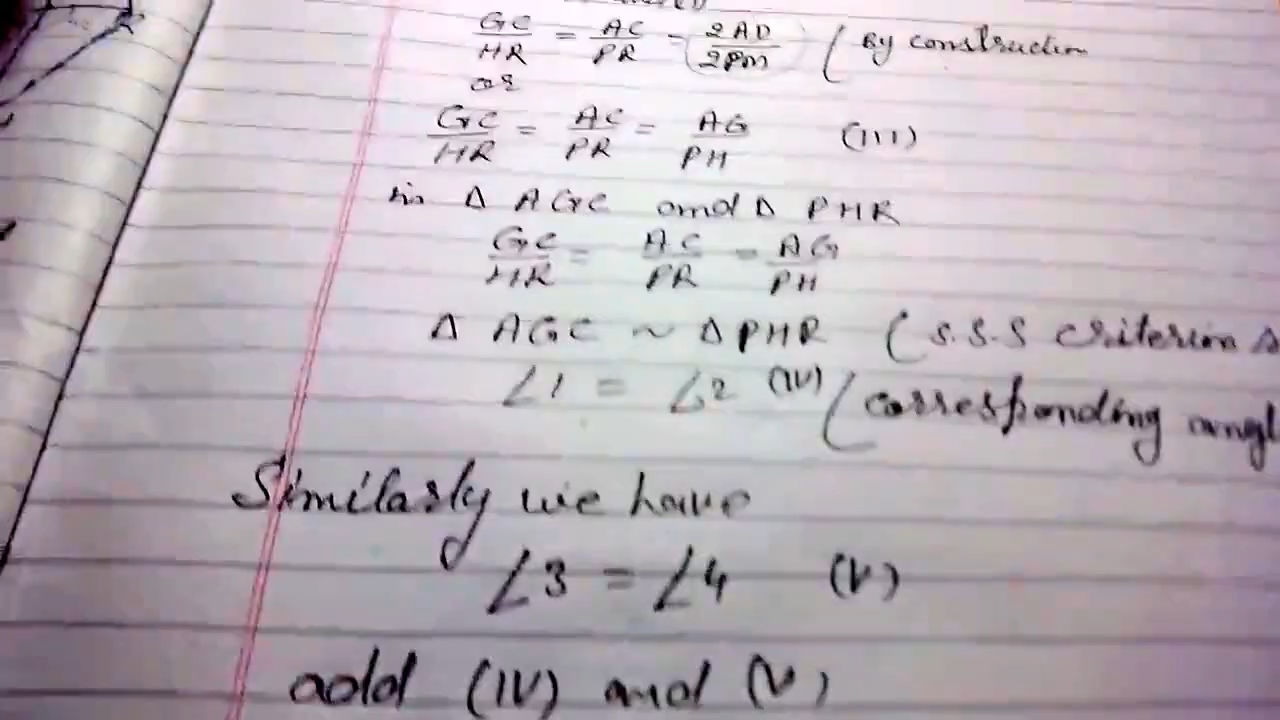 GC/HR = AC/PR = 2AD/2PM ( By construction
or
GC/HR = AC/PR = AG/PH (III)
in Δ AGC and Δ PHR
GC/HR = AC/PR = AG/PH
Δ AGC ~ Δ PHR ( S.S.S criterion
∠1 = ∠2 (IV) ( corresponding angl
Similarly we have
∠3 = ∠4 (V)
add (IV) and (V)